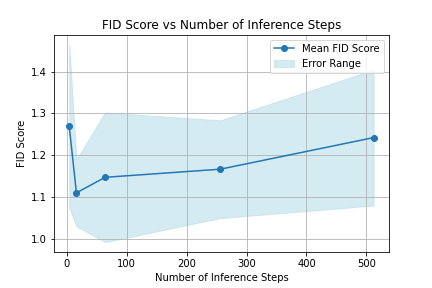 FID Score vs Number of Inference Steps
Mean FID Score
Error Range
1.4
1.3
1.2
1.1
1.0
FID Score
0 100 200 300 400 500
Number of Inference Steps